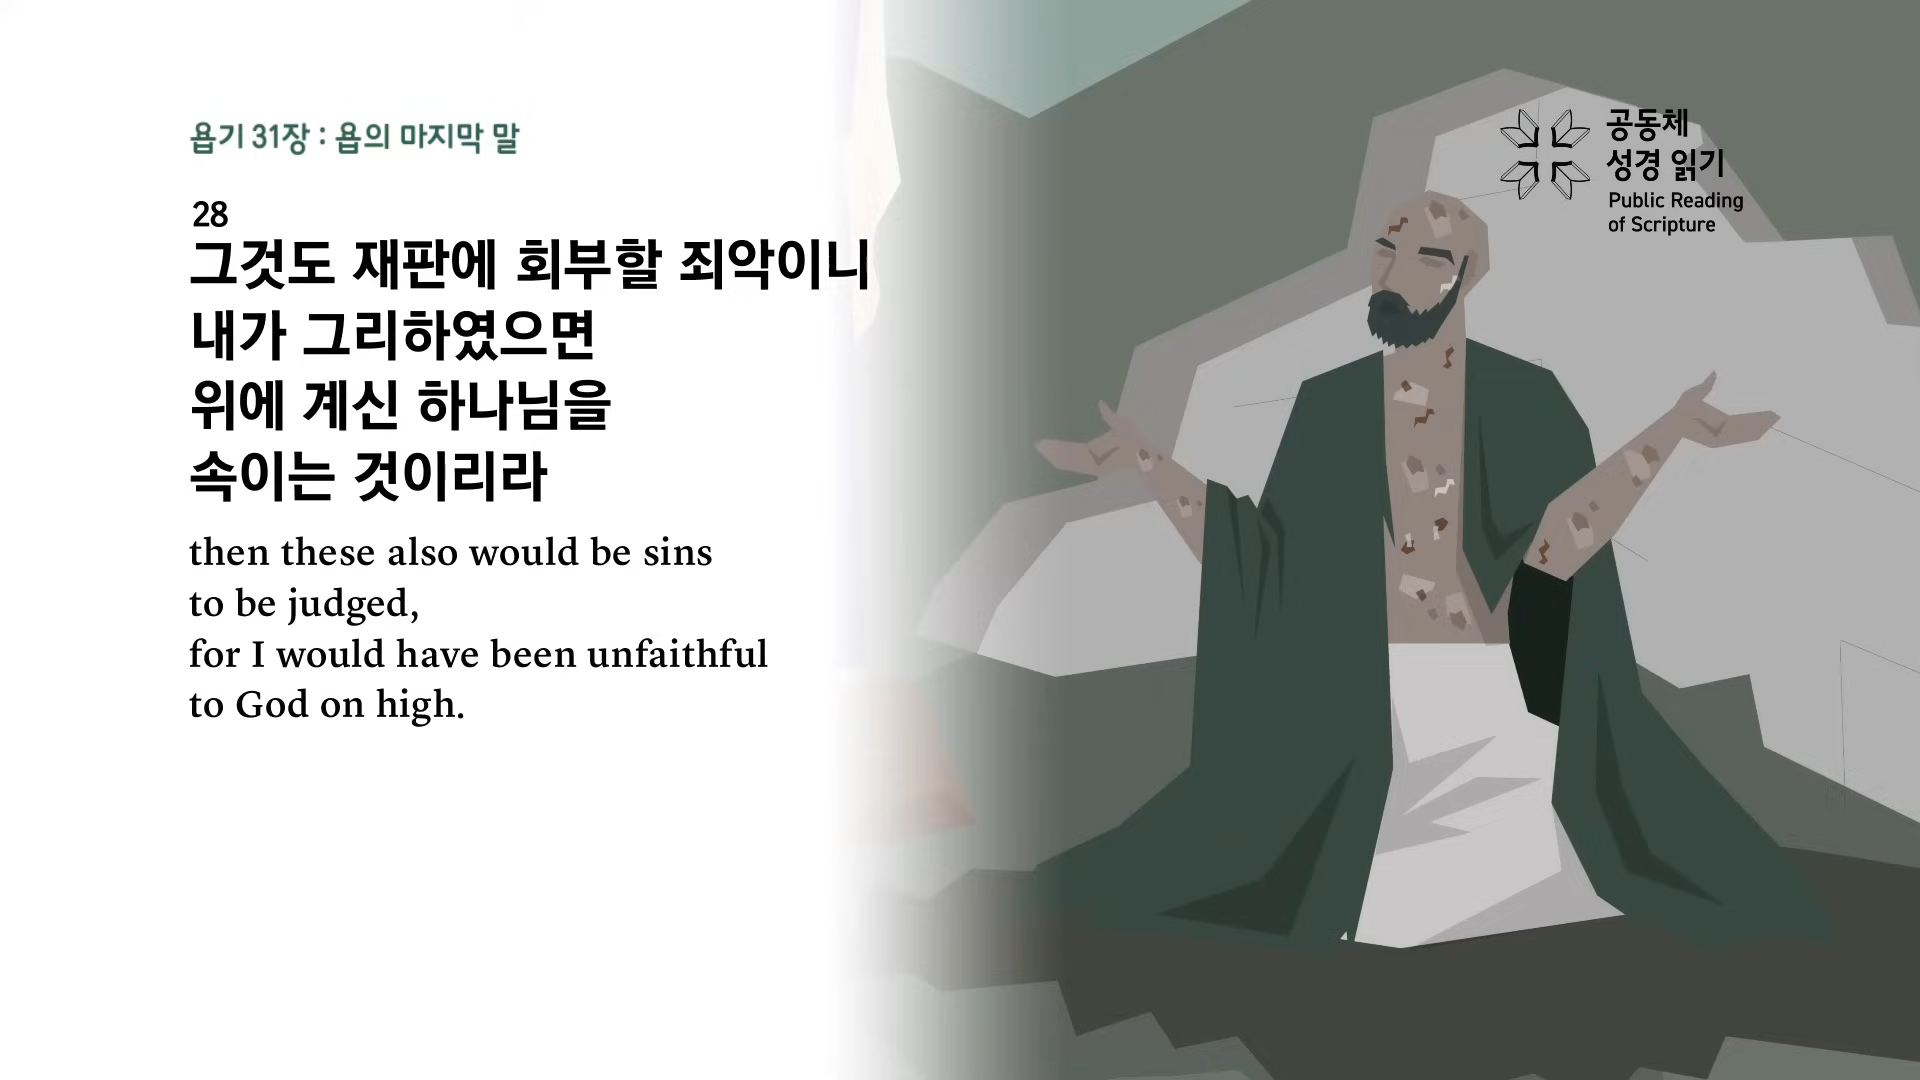 욥기 31장 : 욥의 마지막 말
28
그것도 재판에 회부할 죄악이니
내가 그리하였으면
위에 계신 하나님을
속이는 것이리라
then these also would be sins
to be judged,
for I would have been unfaithful
to God on high.
공동체
성경 읽기
Public Reading
of Scripture